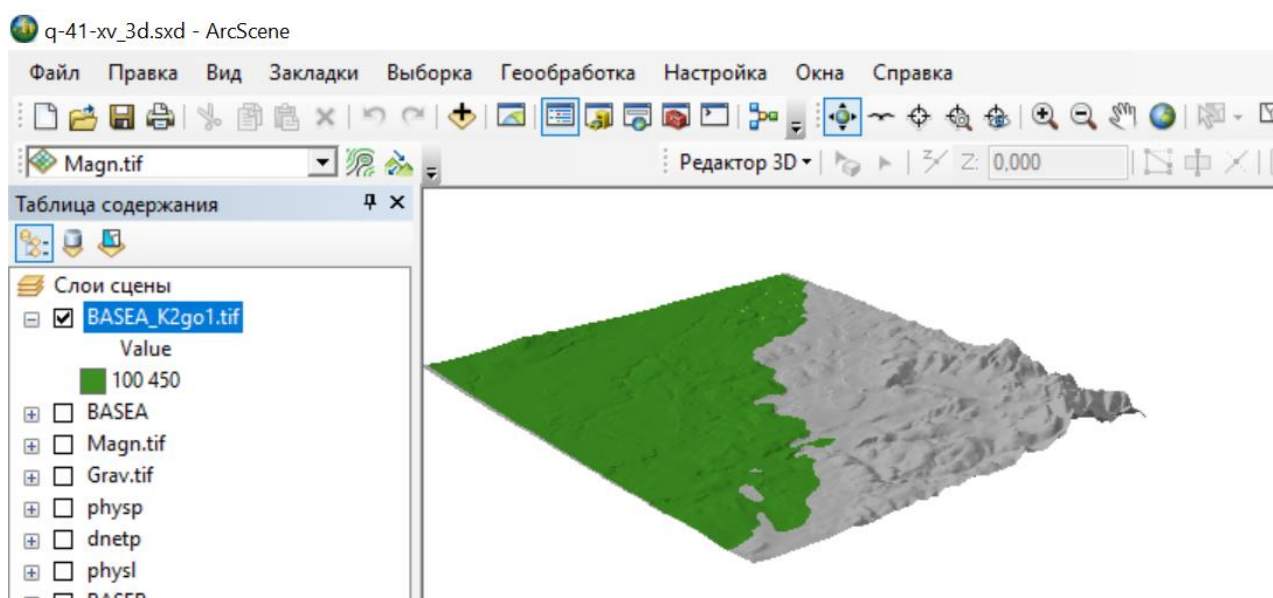 q-41-xv_3d.sxd - ArcScene
Файл Правка Вид Закладки Выборка Геообработка Настройка Окна Справка
Magn.tif Редактор 3D Z: 0,000
Таблица содержания
Слои сцены
BASEA_K2go1.tif
Value
100 450
BASEA
Magn.tif
Grav.tif
physp
dnetp
physl